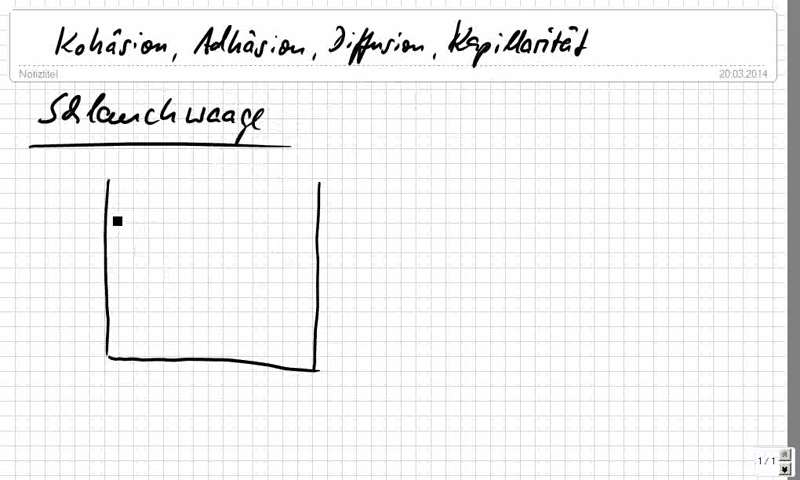 Kohäsion, Adhäsion, Diffusion, Kapillarität
Notiztitel
20.03.2014
Schlauchwaage
1/1